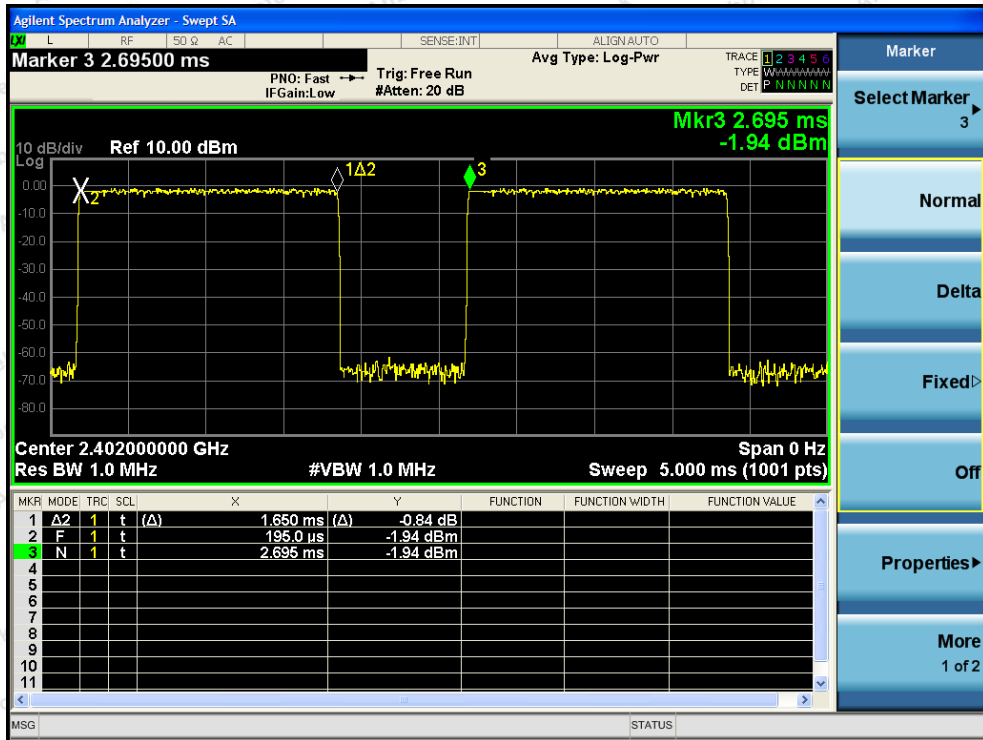 Agilent Spectrum Analyzer - Swept SA
LXI L RF 50 Ω AC SENSE:INT ALIGN AUTO
Marker 3 2.69500 ms
PNO: Fast
IFGain:Low
Trig: Free Run
#Atten: 20 dB
Avg Type: Log-Pwr
TRACE 1 2 3 4 5 6
TYPE W
DET P N N N N N
Mkr3 2.695 ms
-1.94 dBm
10 dB/div Ref 10.00 dBm
Log
1Δ2
3
2
0.00
-10.0
-20.0
-30.0
-40.0
-50.0
-60.0
-70.0
-80.0
Center 2.402000000 GHz Span 0 Hz
Res BW 1.0 MHz #VBW 1.0 MHz Sweep 5.000 ms (1001 pts)
MKR MODE TRC SCL X Y FUNCTION FUNCTION WIDTH FUNCTION VALUE
1 Δ2 1 t (Δ) 1.650 ms (Δ) -0.84 dB
2 F 1 t 195.0 µs -1.94 dBm
3 N 1 t 2.695 ms -1.94 dBm
4
5
6
7
8
9
10
11
MSG STATUS
Marker
Select Marker
3
Normal
Delta
Fixed
Off
Properties
More
1 of 2